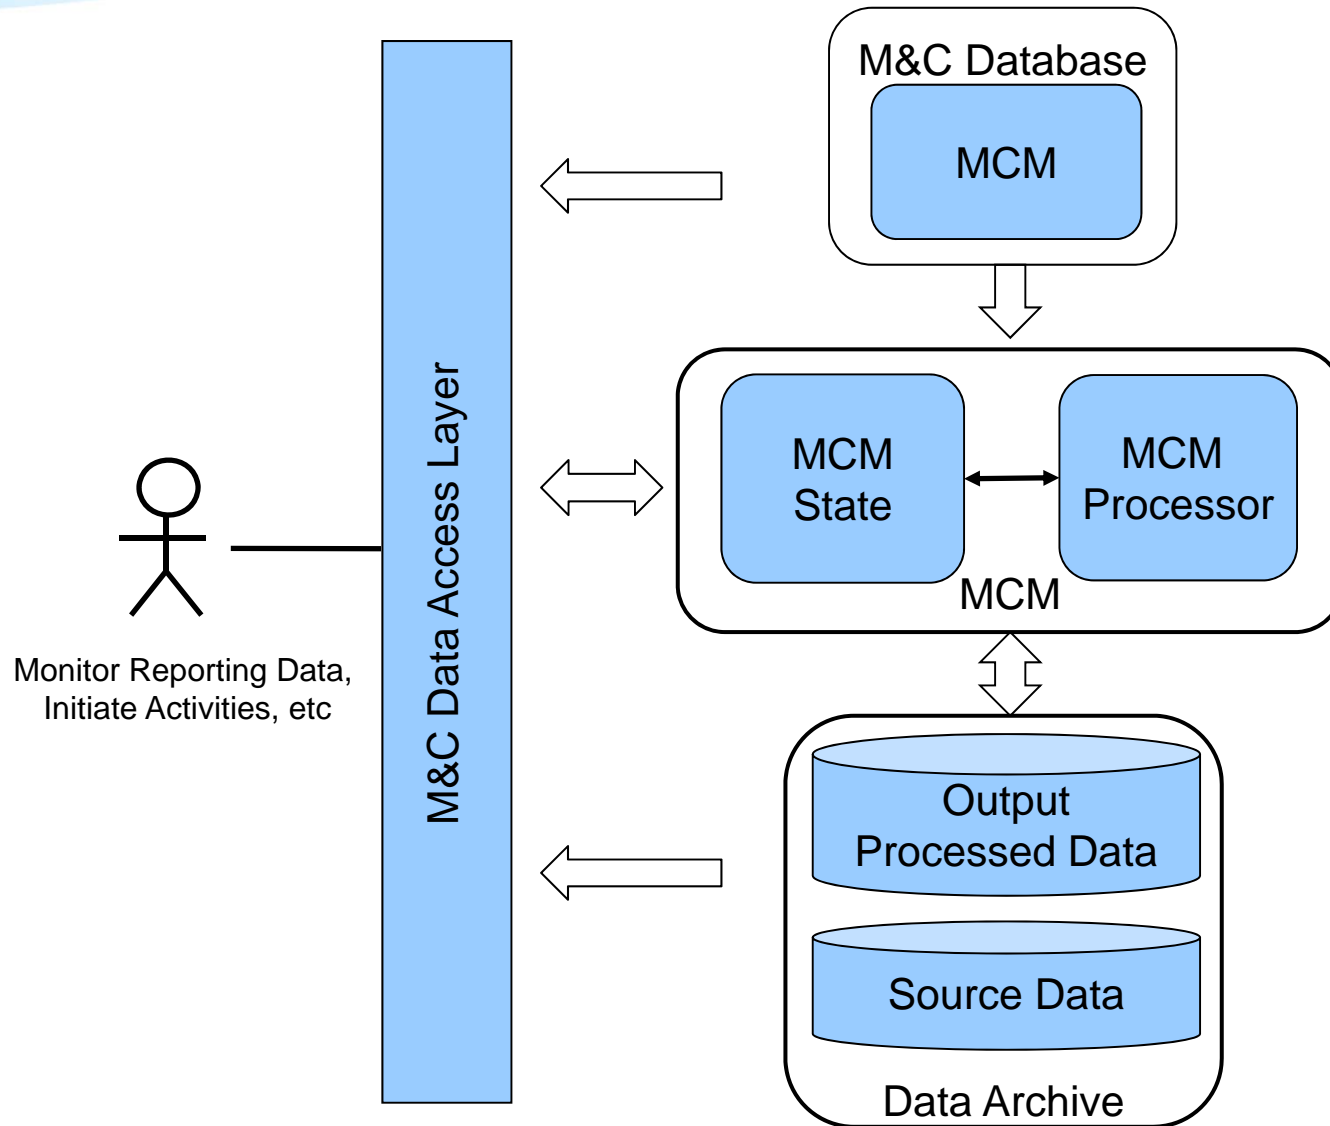 M&C Database
MCM
M&C Data Access Layer
MCM
State
MCM
Processor
MCM
Monitor Reporting Data,
Initiate Activities, etc
Output
Processed Data
Source Data
Data Archive